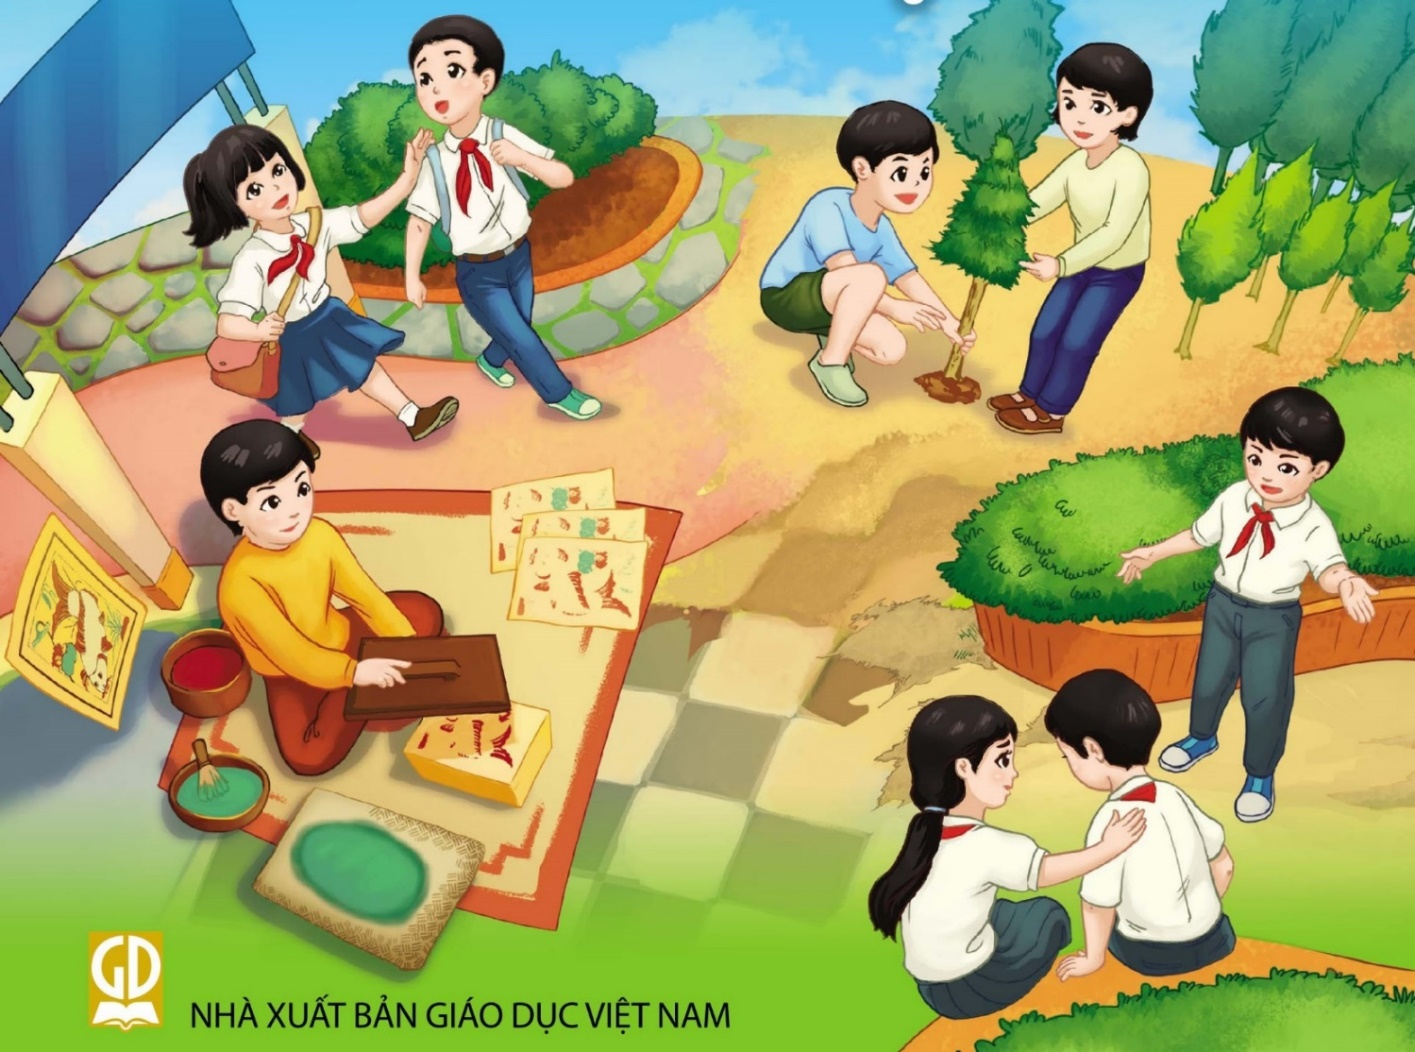 GD
NHÀ XUẤT BẢN GIÁO DỤC VIỆT NAM